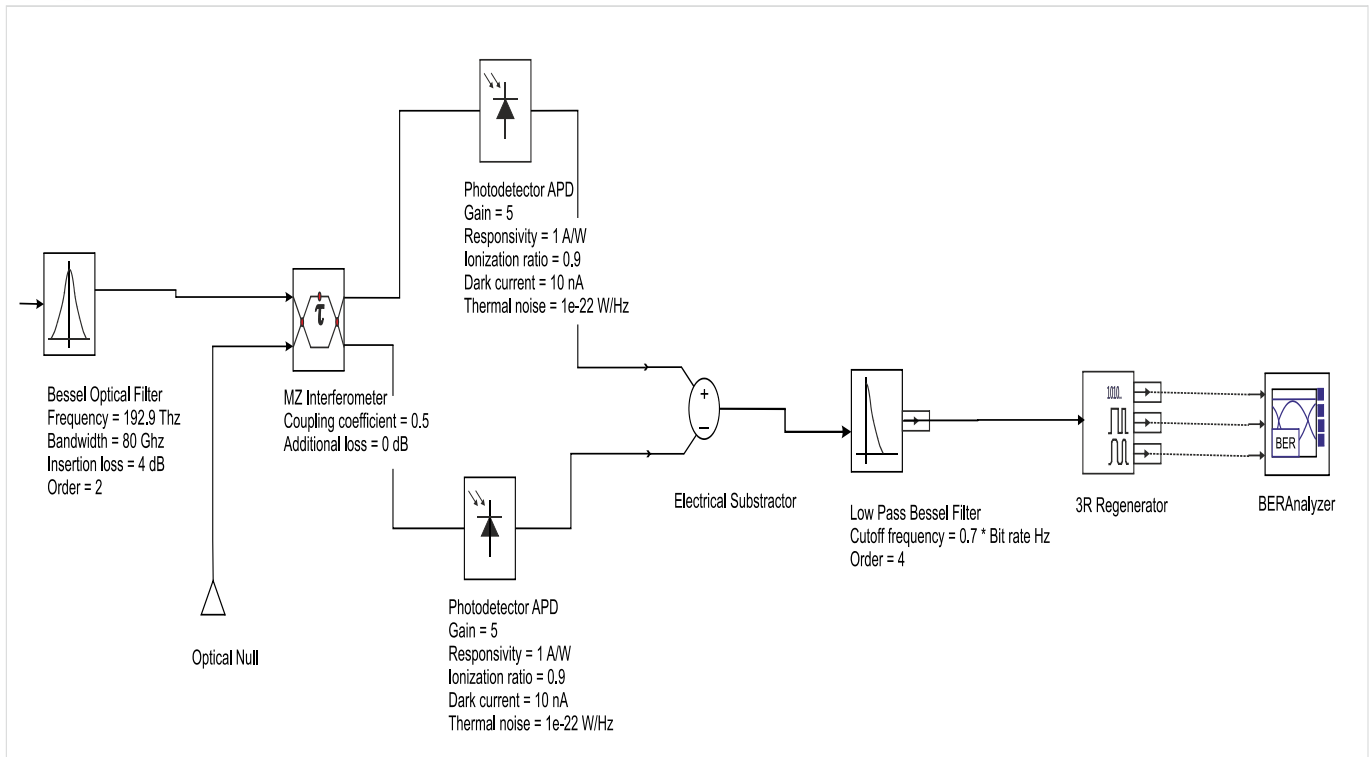 Photodetector APD
Gain = 5
Responsivity = 1 A/W
Ionization ratio = 0.9
Dark current = 10 nA
Thermal noise = 1e-22 W/Hz
τ
Bessel Optical Filter
Frequency = 192.9 Thz
Bandwidth = 80 Ghz
Insertion loss = 4 dB
Order = 2
MZ Interferometer
Coupling coefficient = 0.5
Additional loss = 0 dB
+
−
Electrical Substractor
Low Pass Bessel Filter
Cutoff frequency = 0.7 * Bit rate Hz
Order = 4
1010...
3R Regenerator
BER
BERAnalyzer
Optical Null
Photodetector APD
Gain = 5
Responsivity = 1 A/W
Ionization ratio = 0.9
Dark current = 10 nA
Thermal noise = 1e-22 W/Hz